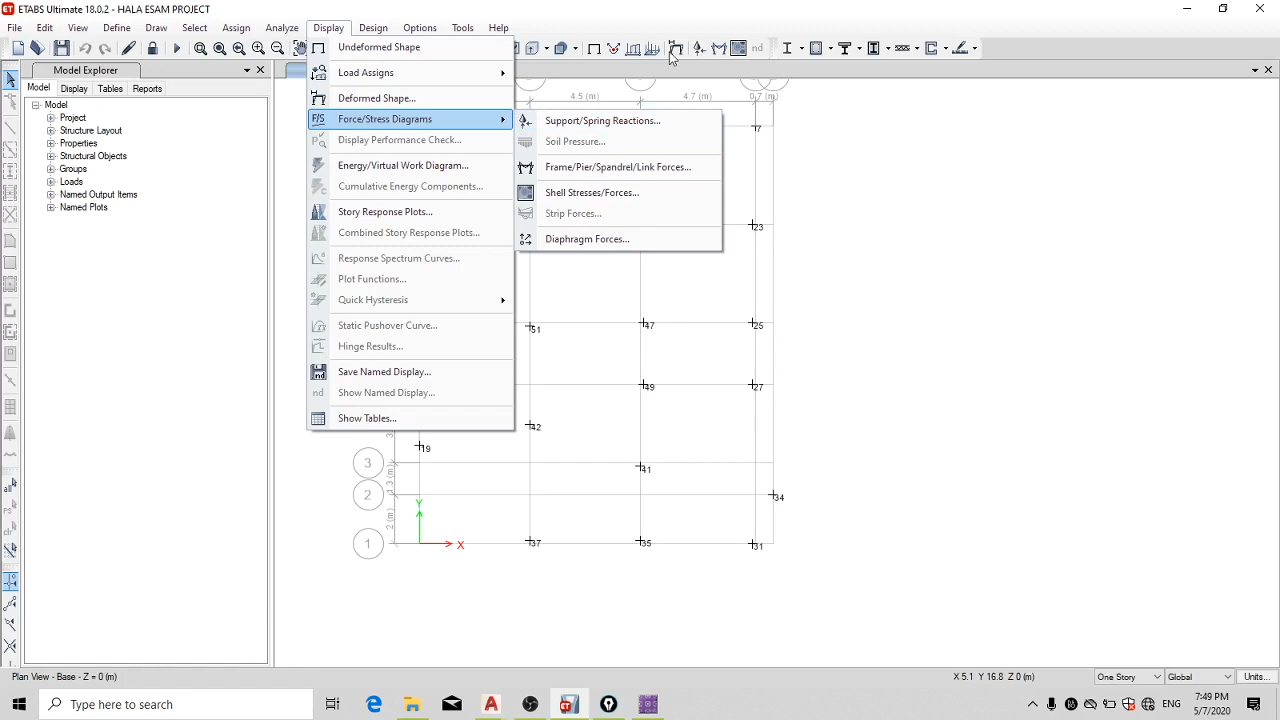 ETABS Ultimate 18.0.2 - HALA ESAM PROJECT
File Edit View Define Draw Select Assign Analyze Display Design Options Tools Help
nd
Model Explorer
Model Display Tables Reports
Model
Project
Structure Layout
Properties
Structural Objects
Groups
Loads
Named Output Items
Named Plots
Undeformed Shape
Load Assigns
Deformed Shape...
F/S Force/Stress Diagrams
Display Performance Check...
Energy/Virtual Work Diagram...
Cumulative Energy Components...
Story Response Plots...
Combined Story Response Plots...
Response Spectrum Curves...
Plot Functions...
Quick Hysteresis
Static Pushover Curve...
Hinge Results...
Save Named Display...
nd Show Named Display...
Show Tables...
Support/Spring Reactions...
Soil Pressure...
Frame/Pier/Spandrel/Link Forces...
Shell Stresses/Forces...
Strip Forces...
Diaphragm Forces...
4.5 (m) 4.7 (m) 0.7 (m)
7
23
51 47 25
49 27
42
19
3 41
1.3 (m)
2 34
2 (m)
Y
1 X 37 35 31
Plan View - Base - Z = 0 (m)
X 5.1 Y 16.8 Z 0 (m)
One Story Global Units...
Type here to search
ENG
7:49 PM
5/7/2020